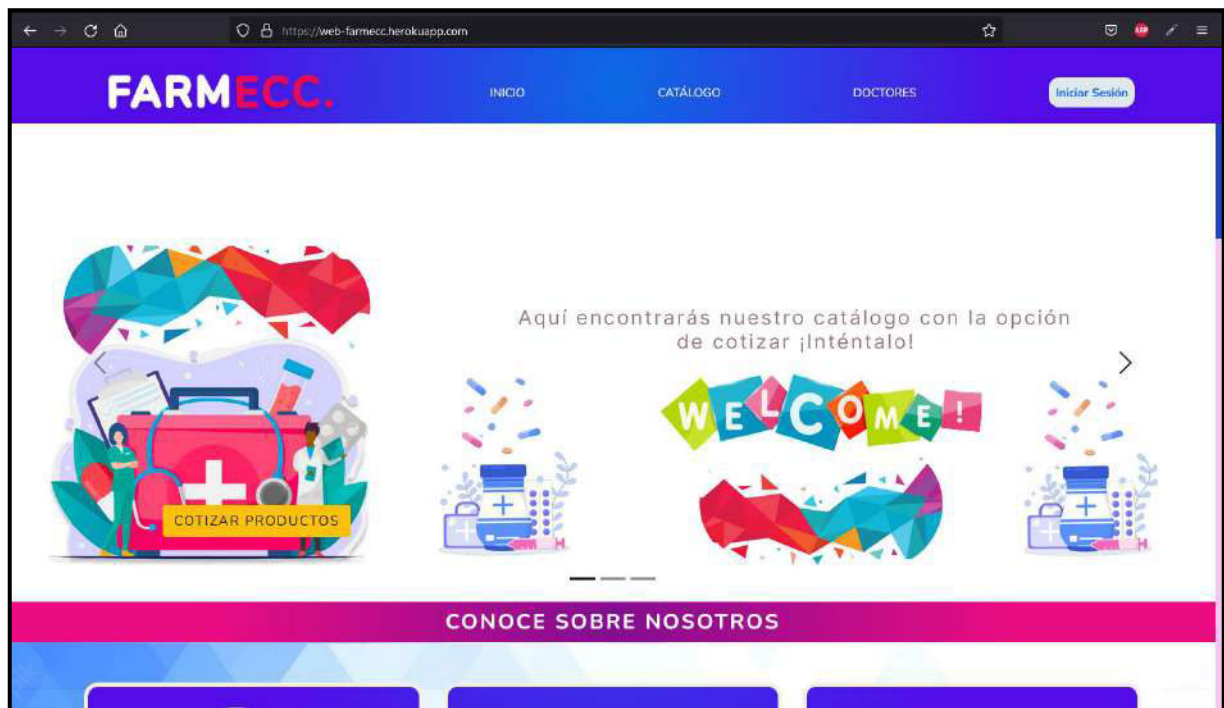 https://web-farmecc.herokuapp.com
ABP
FARMECC.
INICIO
CATÁLOGO
DOCTORES
Iniciar Sesión
Aquí encontrarás nuestro catálogo con la opción
de cotizar ¡Inténtalo!
WELCOME!
COTIZAR PRODUCTOS
CONOCE SOBRE NOSOTROS